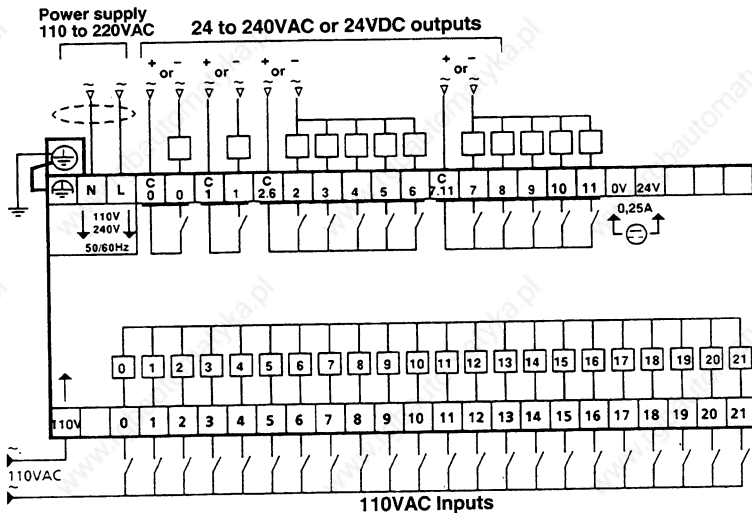 Power supply
110 to 220VAC
24 to 240VAC or 24VDC outputs
+ or -
+ or -
+ or -
+ or -
N L C0 0 C1 1 C2.6 2 3 4 5 6 C7.11 7 8 9 10 11 0V 24V
110V
240V
50/60Hz
0,25A
0 1 2 3 4 5 6 7 8 9 10 11 12 13 14 15 16 17 18 19 20 21
110V 0 1 2 3 4 5 6 7 8 9 10 11 12 13 14 15 16 17 18 19 20 21
110VAC
110VAC Inputs